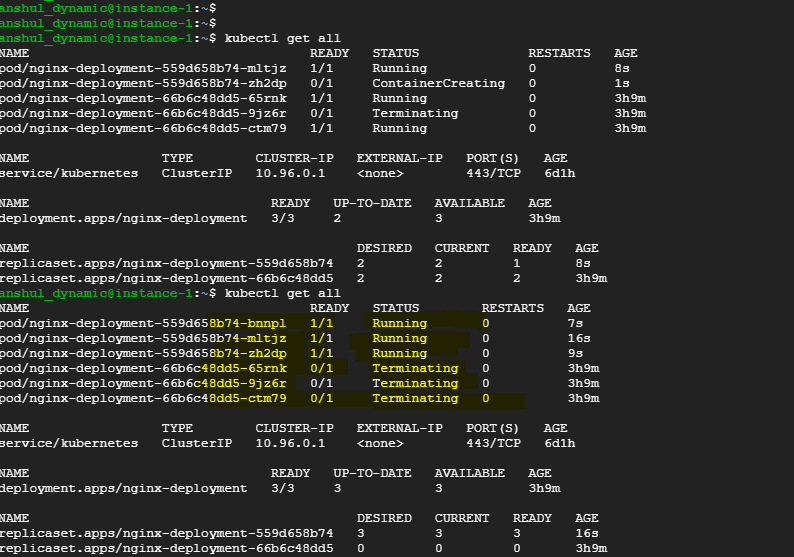 anshul_dynamic@instance-1:~$
anshul_dynamic@instance-1:~$
anshul_dynamic@instance-1:~$ kubectl get all
NAME READY STATUS RESTARTS AGE
pod/nginx-deployment-559d658b74-mltjz 1/1 Running 0 8s
pod/nginx-deployment-559d658b74-zh2dp 0/1 ContainerCreating 0 1s
pod/nginx-deployment-66b6c48dd5-65rnk 1/1 Running 0 3h9m
pod/nginx-deployment-66b6c48dd5-9jz6r 0/1 Terminating 0 3h9m
pod/nginx-deployment-66b6c48dd5-ctm79 1/1 Running 0 3h9m
NAME TYPE CLUSTER-IP EXTERNAL-IP PORT(S) AGE
service/kubernetes ClusterIP 10.96.0.1 <none> 443/TCP 6d1h
NAME READY UP-TO-DATE AVAILABLE AGE
deployment.apps/nginx-deployment 3/3 2 3 3h9m
NAME DESIRED CURRENT READY AGE
replicaset.apps/nginx-deployment-559d658b74 2 2 1 8s
replicaset.apps/nginx-deployment-66b6c48dd5 2 2 2 3h9m
anshul_dynamic@instance-1:~$ kubectl get all
NAME READY STATUS RESTARTS AGE
pod/nginx-deployment-559d658b74-bnnpl 1/1 Running 0 7s
pod/nginx-deployment-559d658b74-mltjz 1/1 Running 0 16s
pod/nginx-deployment-559d658b74-zh2dp 1/1 Running 0 9s
pod/nginx-deployment-66b6c48dd5-65rnk 0/1 Terminating 0 3h9m
pod/nginx-deployment-66b6c48dd5-9jz6r 0/1 Terminating 0 3h9m
pod/nginx-deployment-66b6c48dd5-ctm79 0/1 Terminating 0 3h9m
NAME TYPE CLUSTER-IP EXTERNAL-IP PORT(S) AGE
service/kubernetes ClusterIP 10.96.0.1 <none> 443/TCP 6d1h
NAME READY UP-TO-DATE AVAILABLE AGE
deployment.apps/nginx-deployment 3/3 3 3 3h9m
NAME DESIRED CURRENT READY AGE
replicaset.apps/nginx-deployment-559d658b74 3 3 3 16s
replicaset.apps/nginx-deployment-66b6c48dd5 0 0 0 3h9m